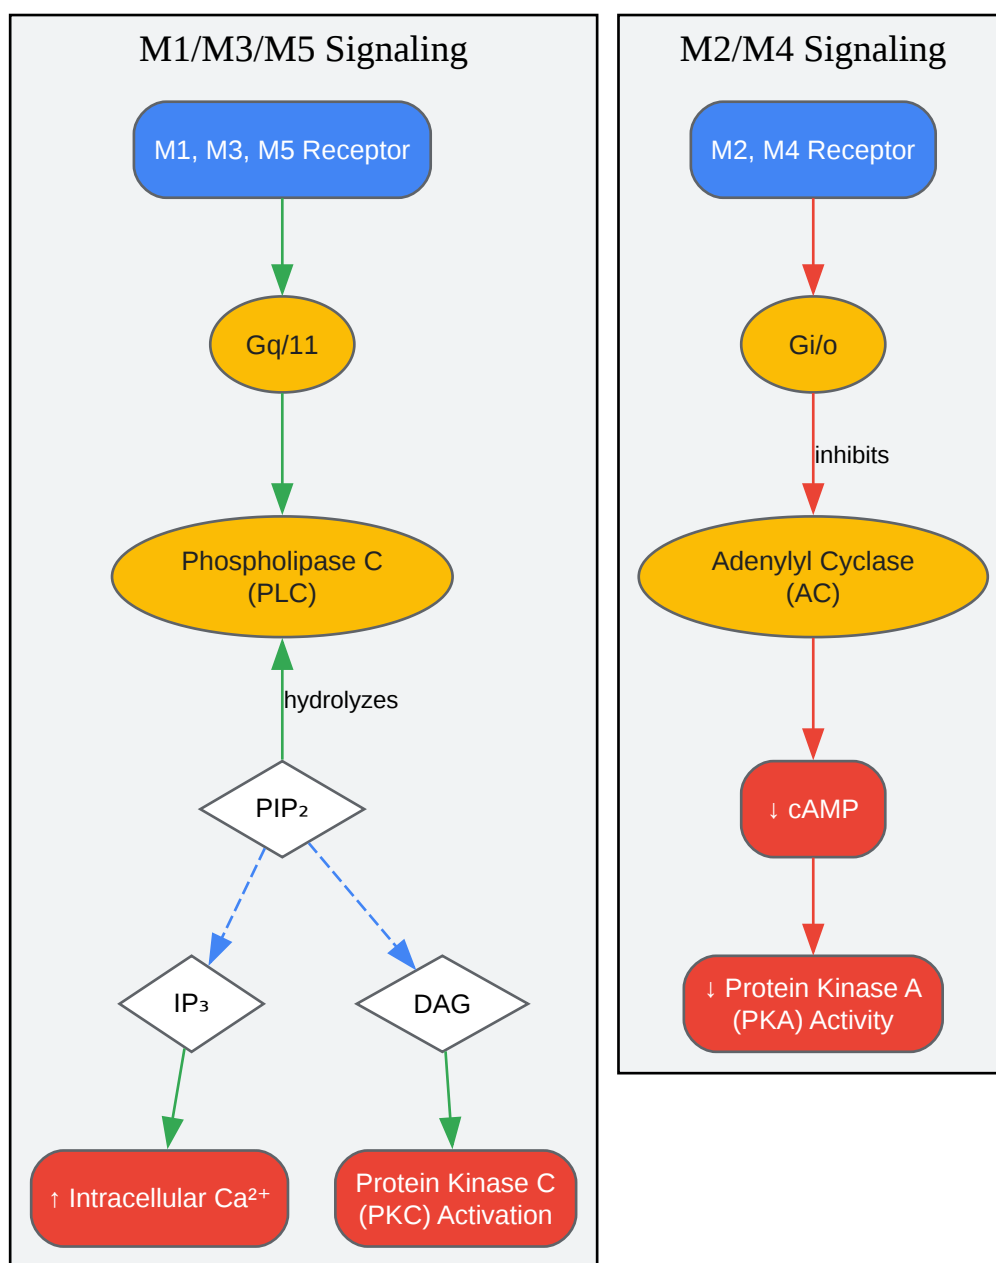 M1/M3/M5 Signaling
M1, M3, M5 Receptor
Gq/11
Phospholipase C
(PLC)
hydrolyzes
PIP₂
IP₃
DAG
↑ Intracellular Ca²⁺
Protein Kinase C
(PKC) Activation
M2/M4 Signaling
M2, M4 Receptor
Gi/o
inhibits
Adenylyl Cyclase
(AC)
↓ cAMP
↓ Protein Kinase A
(PKA) Activity